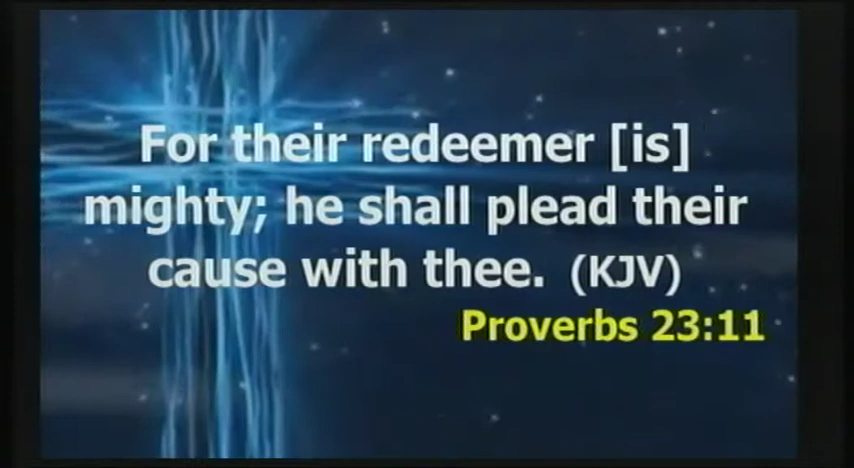 For their redeemer [is]
mighty; he shall plead their
cause with thee. (KJV)
Proverbs 23:11